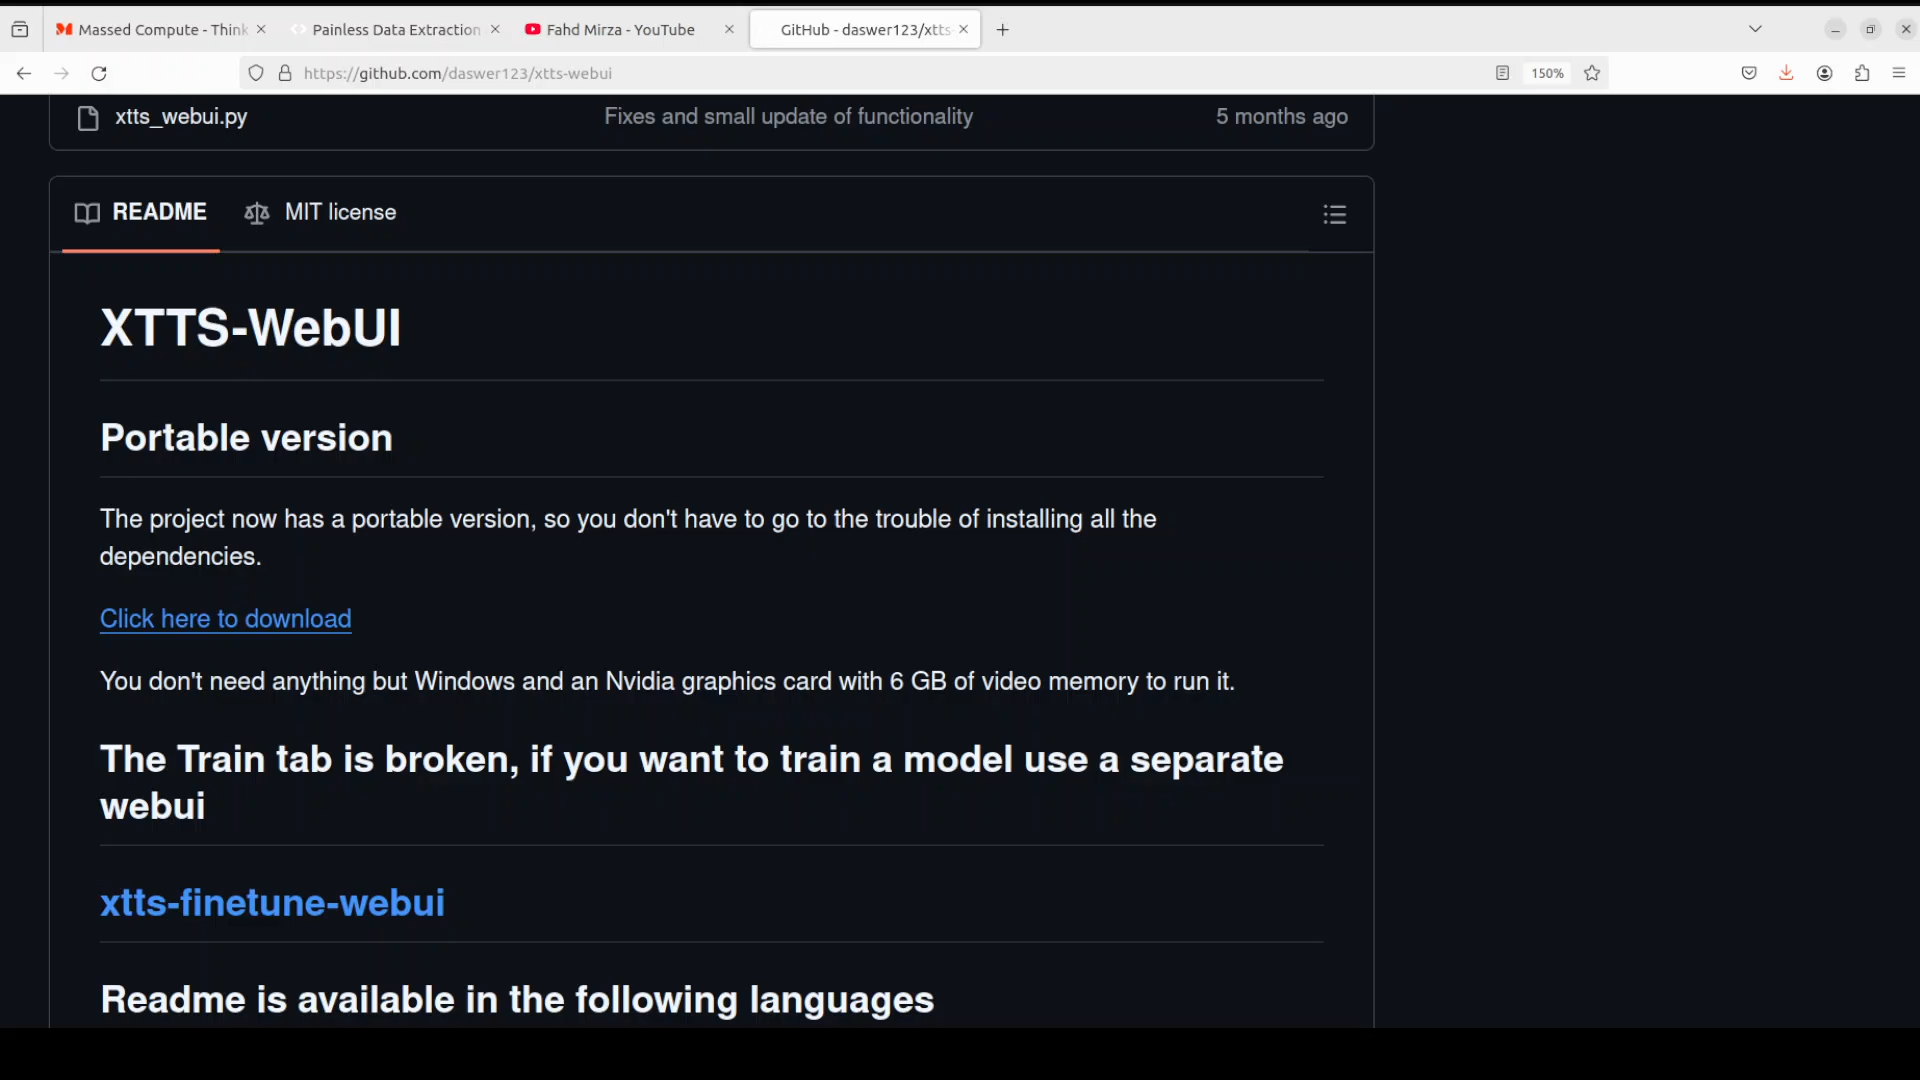 Massed Compute - Think
Painless Data Extraction
Fahd Mirza - YouTube
GitHub - daswer123/xtts-
https://github.com/daswer123/xtts-webui
150%
xtts_webui.py
Fixes and small update of functionality
5 months ago
README
MIT license
XTTS-WebUI
Portable version
The project now has a portable version, so you don't have to go to the trouble of installing all the
dependencies.
Click here to download
You don't need anything but Windows and an Nvidia graphics card with 6 GB of video memory to run it.
The Train tab is broken, if you want to train a model use a separate
webui
xtts-finetune-webui
Readme is available in the following languages